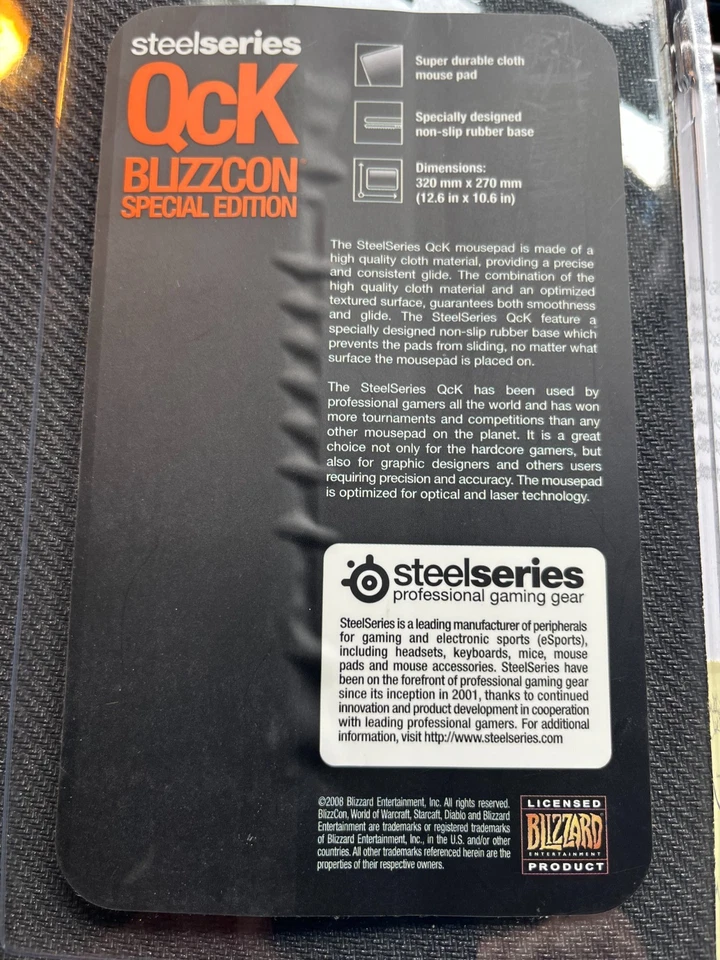 steelseries
QcK
BLIZZCON
SPECIAL EDITION
Super durable cloth
mouse pad
Specially designed
non-slip rubber base
Dimensions:
320 mm x 270 mm
(12.6 in x 10.6 in)
The SteelSeries QcK mousepad is made of a
high quality cloth material, providing a precise
and consistent glide. The combination of the
high quality cloth material and an optimized
textured surface, guarantees both smoothness
and glide. The SteelSeries QcK feature a
specially designed non-slip rubber base which
prevents the pads from sliding, no matter what
surface the mousepad is placed on.
The SteelSeries QcK has been used by
professional gamers all the world and has won
more tournaments and competitions than any
other mousepad on the planet. It is a great
choice not only for the hardcore gamers, but
also for graphic designers and others users
requiring precision and accuracy. The mousepad
is optimized for optical and laser technology.
steelseries
professional gaming gear
SteelSeries is a leading manufacturer of peripherals
for gaming and electronic sports (eSports),
including headsets, keyboards, mice, mouse
pads and mouse accessories. SteelSeries have
been on the forefront of professional gaming gear
since its inception in 2001, thanks to continued
innovation and product development in cooperation
with leading professional gamers. For additional
information, visit http://www.steelseries.com
©2008 Blizzard Entertainment, Inc. All rights reserved.
BlizzCon, World of Warcraft, Starcaft, Diablo and Blizzard
Entertainment are trademarks or registered trademarks
of Blizzard Entertainment, Inc., in the U.S. and/or other
countries. All other trademarks referenced herein are the
properties of their respective owners.
LICENSED
BLIZZARD
ENTERTAINMENT
PRODUCT